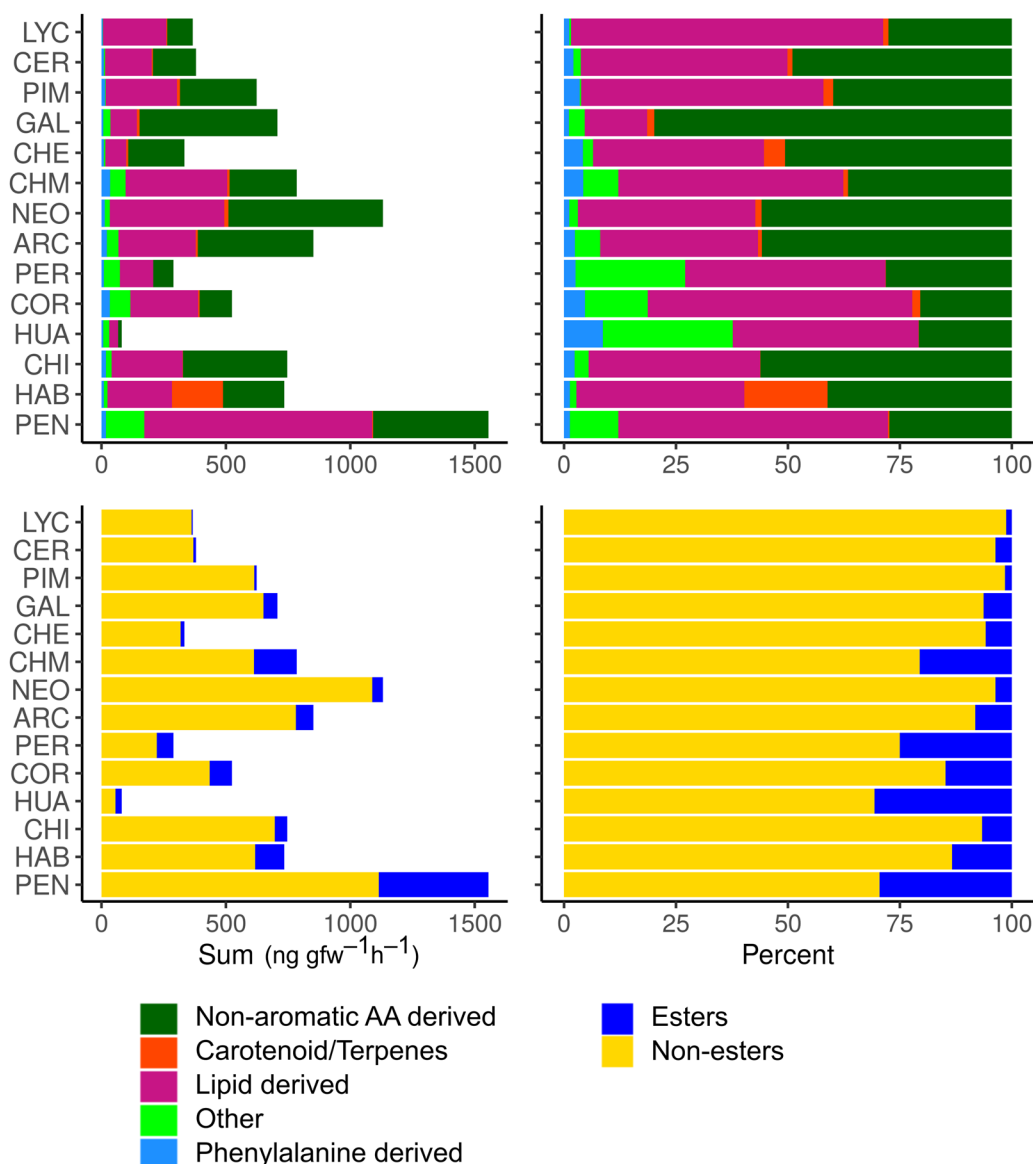 LYC
CER
PIM
GAL
CHE
CHM
NEO
ARC
PER
COR
HUA
CHI
HAB
PEN
0 500 1000 1500
0 25 50 75 100
LYC
CER
PIM
GAL
CHE
CHM
NEO
ARC
PER
COR
HUA
CHI
HAB
PEN
0 500 1000 1500
0 25 50 75 100
Sum (ng gfw⁻¹h⁻¹)
Percent
Non-aromatic AA derived
Carotenoid/Terpenes
Lipid derived
Other
Phenylalanine derived
Esters
Non-esters